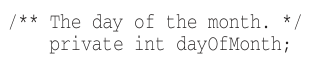 /** The day of the month. */
private int dayOfMonth;